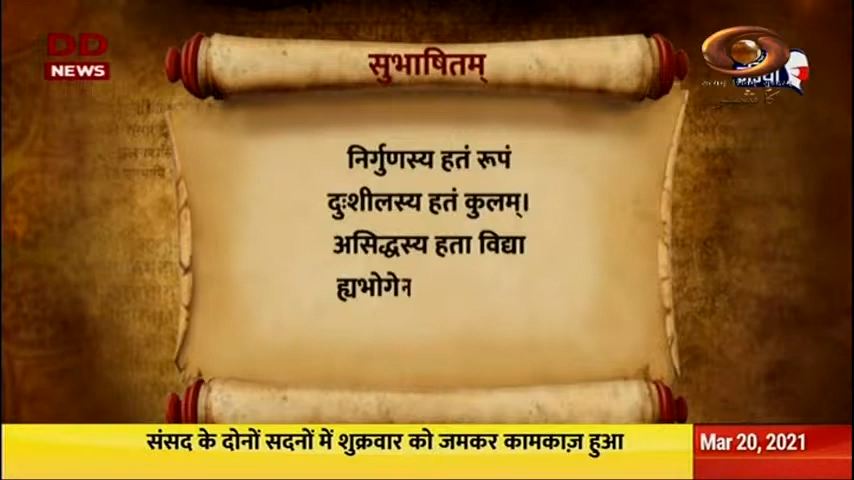 DD
NEWS
सुभाषितम्
निर्गुणस्य हतं रूपं
दुःशीलस्य हतं कुलम्।
असिद्धस्य हता विद्या
ह्यभोगेन
संसद के दोनों सदनों में शुक्रवार को जमकर कामकाज़ हुआ
Mar 20, 2021